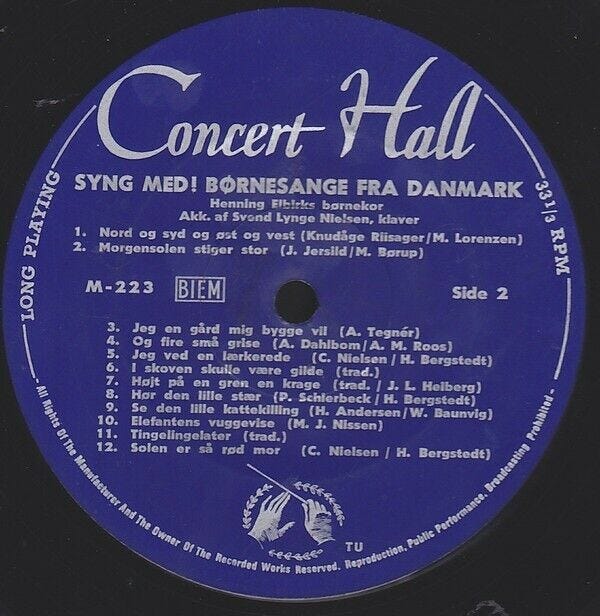 Concert Hall
SYNG MED! BØRNESANGE FRA DANMARK
Henning Elbirks børnekor
Akk. af Svend Lynge Nielsen, klaver
1. Nord og syd og øst og vest (Knudåge Riisager/M. Lorenzen)
2. Morgensolen stiger stor (J. Jersild/M. Børup)
M-223 BIEM Side 2
3. Jeg en gård mig bygge vil (A. Tegnér)
4. Og fire små grise (A. Dahlbom/A. M. Roos)
5. Jeg ved en lærkerede (C. Nielsen/H. Bergstedt)
6. I skoven skulle være gilde (trad.)
7. Højt på en gren en krage (trad./J. L. Heiberg)
8. Hør den lille stær (P. Schierbeck/H. Bergstedt)
9. Se den lille kattekilling (H. Andersen/W. Baunvig)
10. Elefantens vuggevise (M. J. Nissen)
11. Tingelingelater (trad.)
12. Solen er så rød mor (C. Nielsen / H. Bergstedt)
TU
LONG PLAYING
33 1/3 RPM
- All Rights Of The Manufacturer And The Owner Of The Recorded Works Reserved. Reproduction, Public Performance, Broadcasting Prohibited -